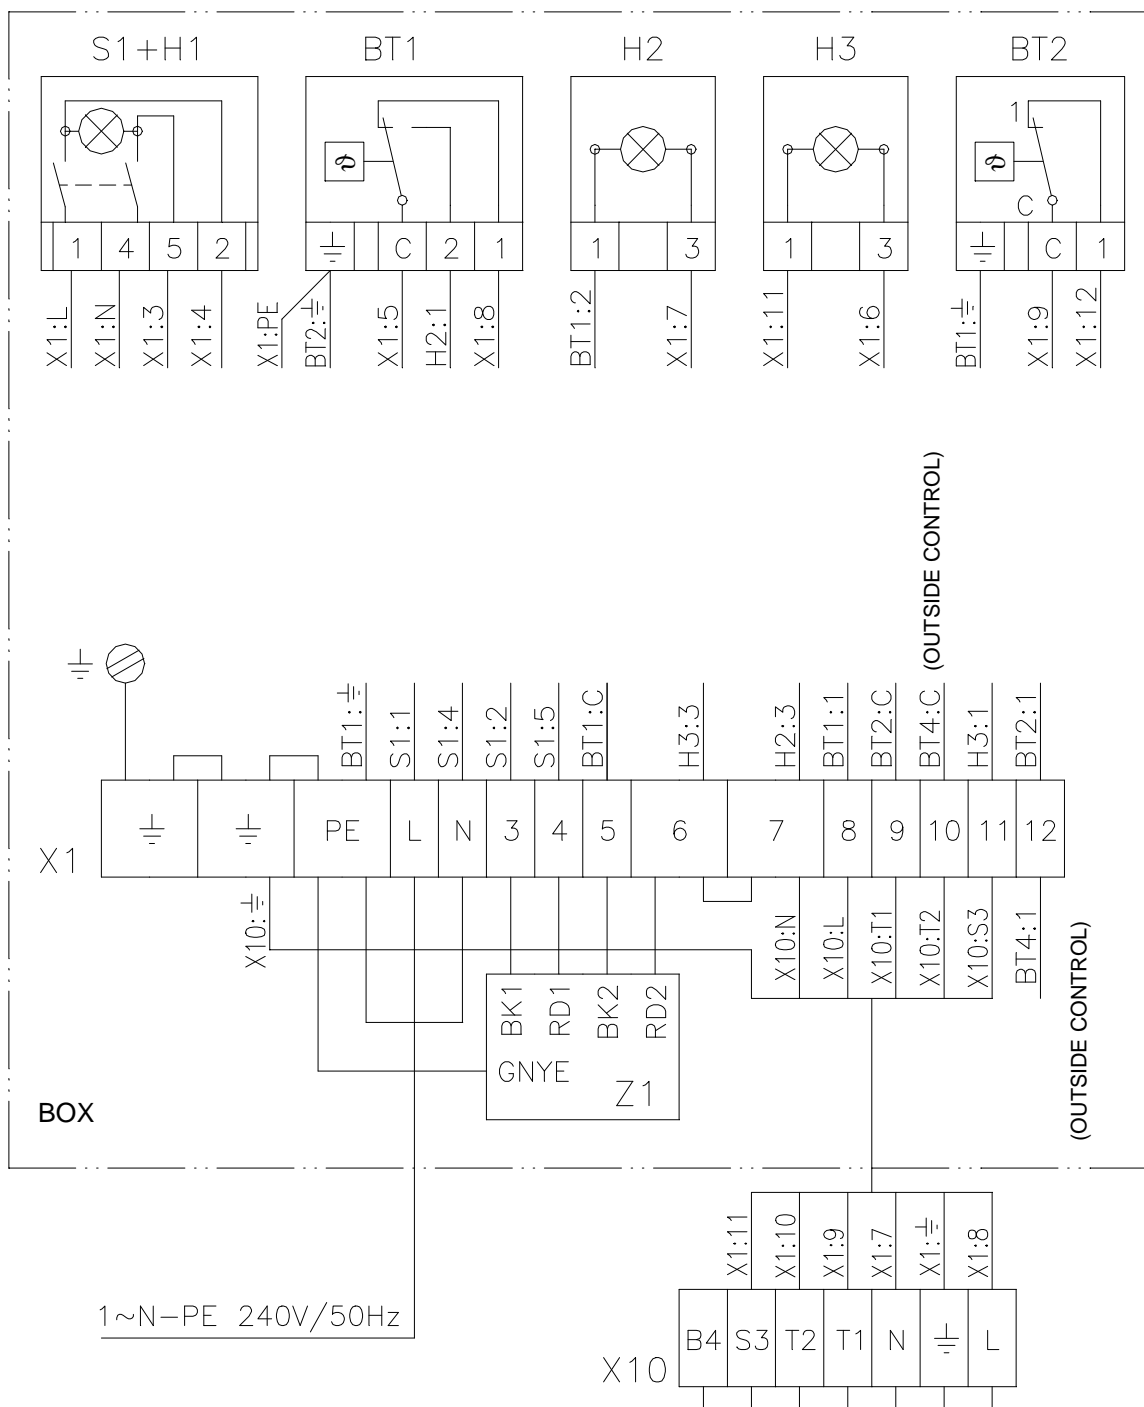 S1+H1 BT1 H2 H3 BT2
1
ϑ ϑ
C
1 4 5 2 ⏚ C 2 1 1 3 1 3 ⏚ C 1
X1:L X1:N X1:3 X1:4 X1:PE BT2:⏚ X1:5 H2:1 X1:8 BT1:2 X1:7 X1:11 X1:6 BT1:⏚ X1:9 X1:12
(OUTSIDE CONTROL)
⏚
BT1:⏚ S1:1 S1:4 S1:2 S1:5 BT1:C H3:3 H2:3 BT1:1 BT2:C BT4:C H3:1 BT2:1
X1 ⏚ ⏚ PE L N 3 4 5 6 7 8 9 10 11 12
X10:⏚ X10:N X10:L X10:T1 X10:T2 X10:S3 BT4:1
(OUTSIDE CONTROL)
BK1 RD1 BK2 RD2
GNYE
Z1
BOX
X1:11 X1:10 X1:9 X1:7 X1:⏚ X1:8
1~N-PE 240V/50Hz
X10 B4 S3 T2 T1 N ⏚ L